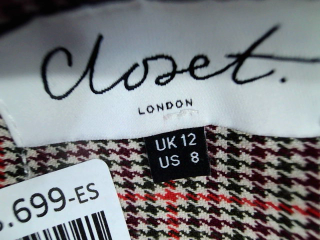 Closet.
LONDON
UK 12
US 8
.699-ES